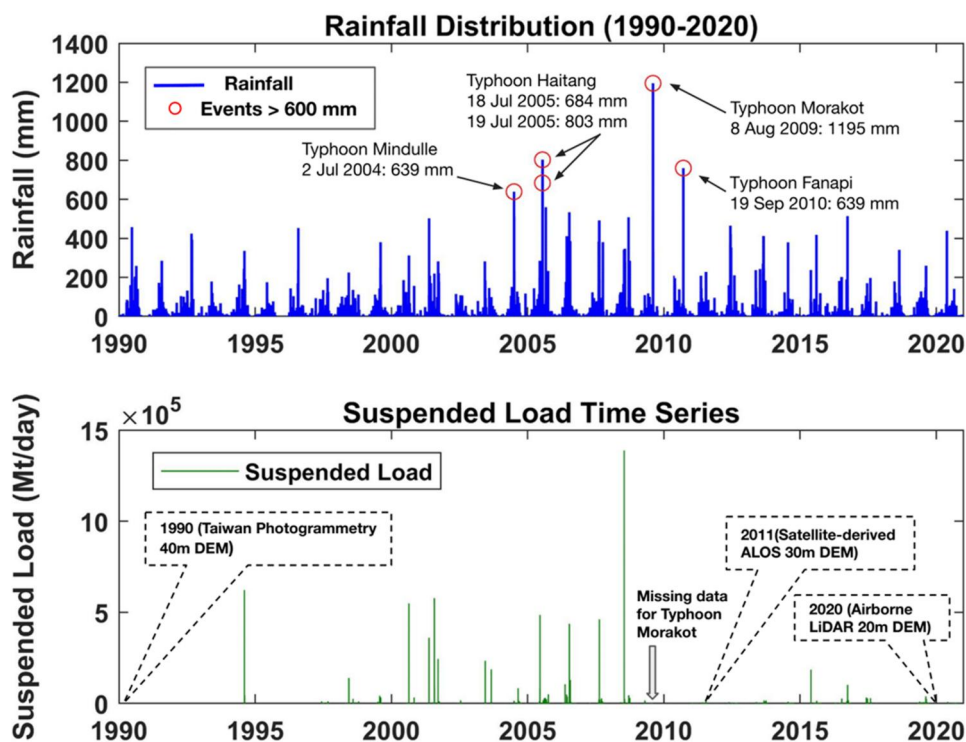 Rainfall Distribution (1990-2020)
Rainfall (mm)
1400
1200
1000
800
600
400
200
0
Rainfall
Events > 600 mm
Typhoon Mindulle
2 Jul 2004: 639 mm
Typhoon Haitang
18 Jul 2005: 684 mm
19 Jul 2005: 803 mm
Typhoon Morakot
8 Aug 2009: 1195 mm
Typhoon Fanapi
19 Sep 2010: 639 mm
1990 1995 2000 2005 2010 2015 2020
Suspended Load Time Series
×10⁵
Suspended Load (Mt/day)
15
10
5
0
Suspended Load
1990 (Taiwan Photogrammetry
40m DEM)
Missing data
for Typhoon
Morakot
2011(Satellite-derived
ALOS 30m DEM)
2020 (Airborne
LiDAR 20m DEM)
1990 1995 2000 2005 2010 2015 2020